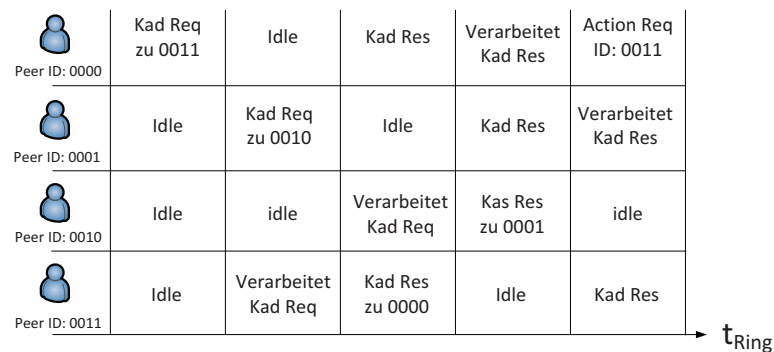 Kad Req
zu 0011
Idle
Kad Res
Verarbeitet
Kad Res
Action Req
ID: 0011
Peer ID: 0000
Idle
Kad Req
zu 0010
Idle
Kad Res
Verarbeitet
Kad Res
Peer ID: 0001
Idle
idle
Verarbeitet
Kad Req
Kas Res
zu 0001
idle
Peer ID: 0010
Idle
Verarbeitet
Kad Req
Kad Res
zu 0000
Idle
Kad Res
Peer ID: 0011
tRing